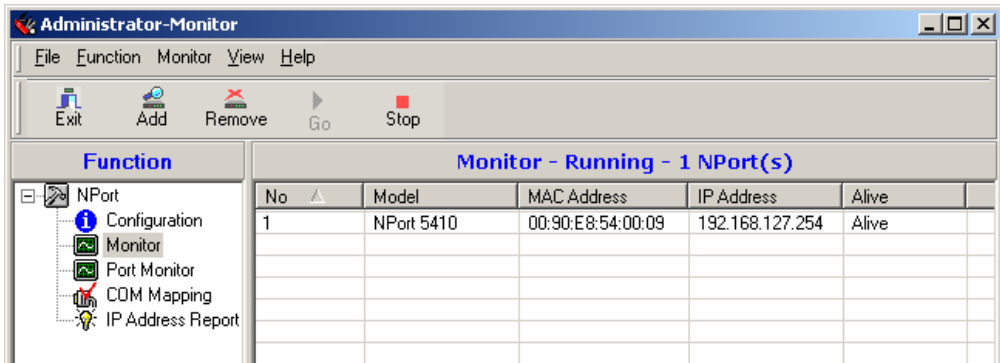 Administrator-Monitor
File Function Monitor View Help
Exit Add Remove Go Stop
Function
NPort
Configuration
Monitor
Port Monitor
COM Mapping
IP Address Report
Monitor - Running - 1 NPort(s)
No Model MAC Address IP Address Alive
1 NPort 5410 00:90:E8:54:00:09 192.168.127.254 Alive